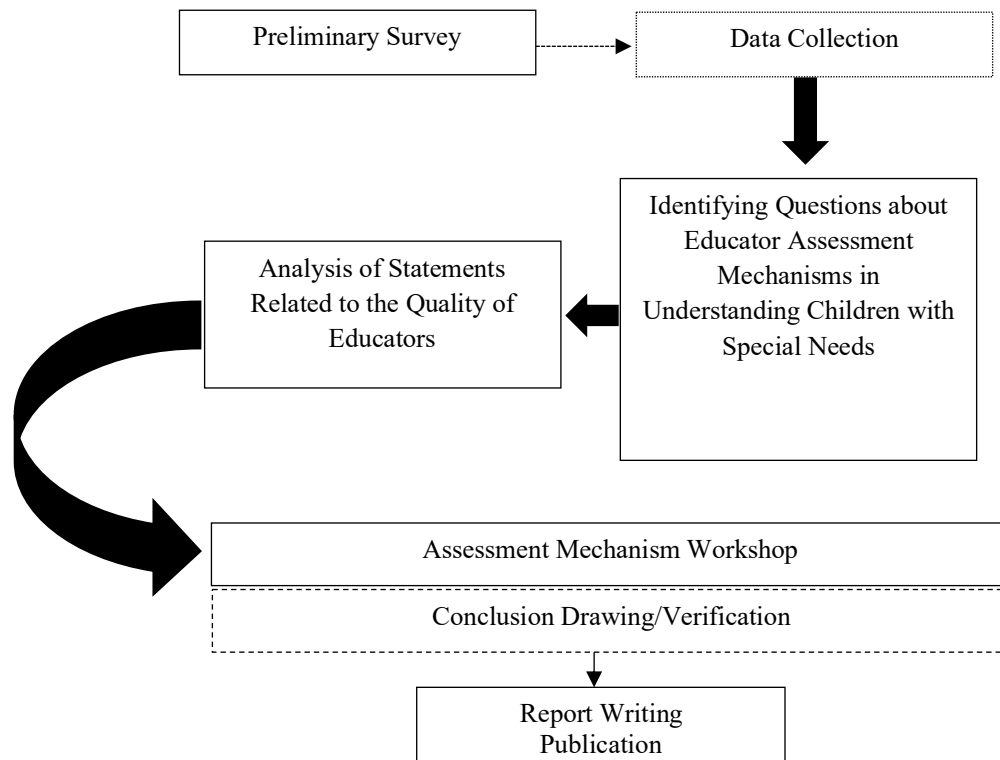 Preliminary Survey
Data Collection
Identifying Questions about
Educator Assessment
Mechanisms in
Understanding Children with
Special Needs
Analysis of Statements
Related to the Quality of
Educators
Assessment Mechanism Workshop
Conclusion Drawing/Verification
Report Writing
Publication